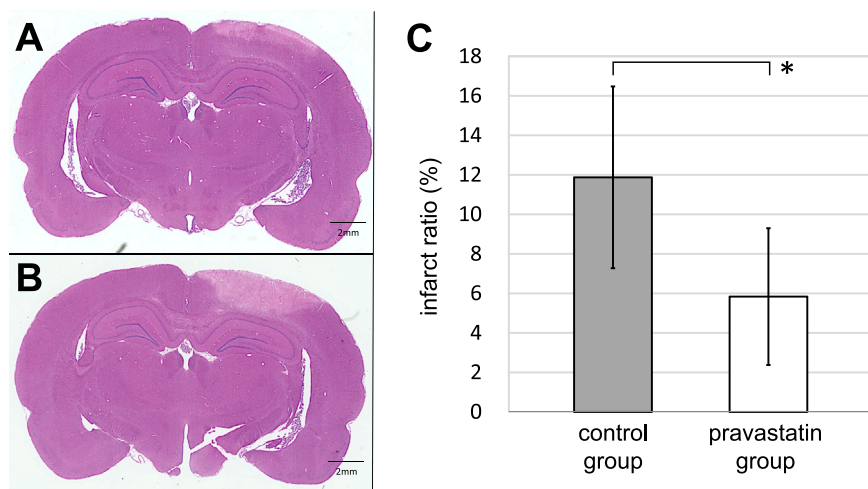 A
2mm
B
2mm
C
infarct ratio (%)
18
16
14
12
10
8
6
4
2
0
*
control
group
pravastatin
group